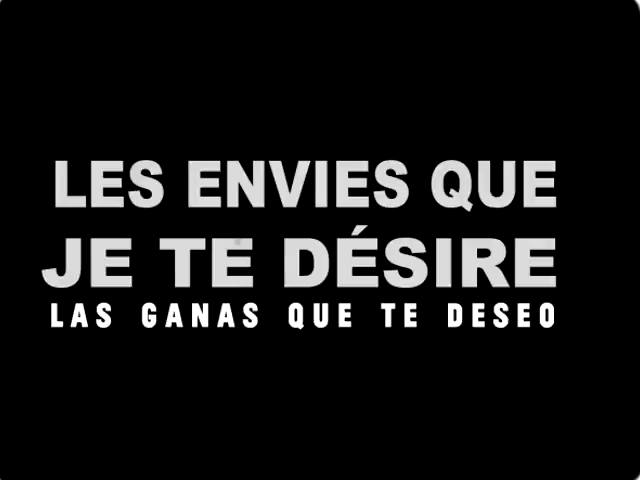 LES ENVIES QUE
JE TE DÉSIRE
LAS GANAS QUE TE DESEO